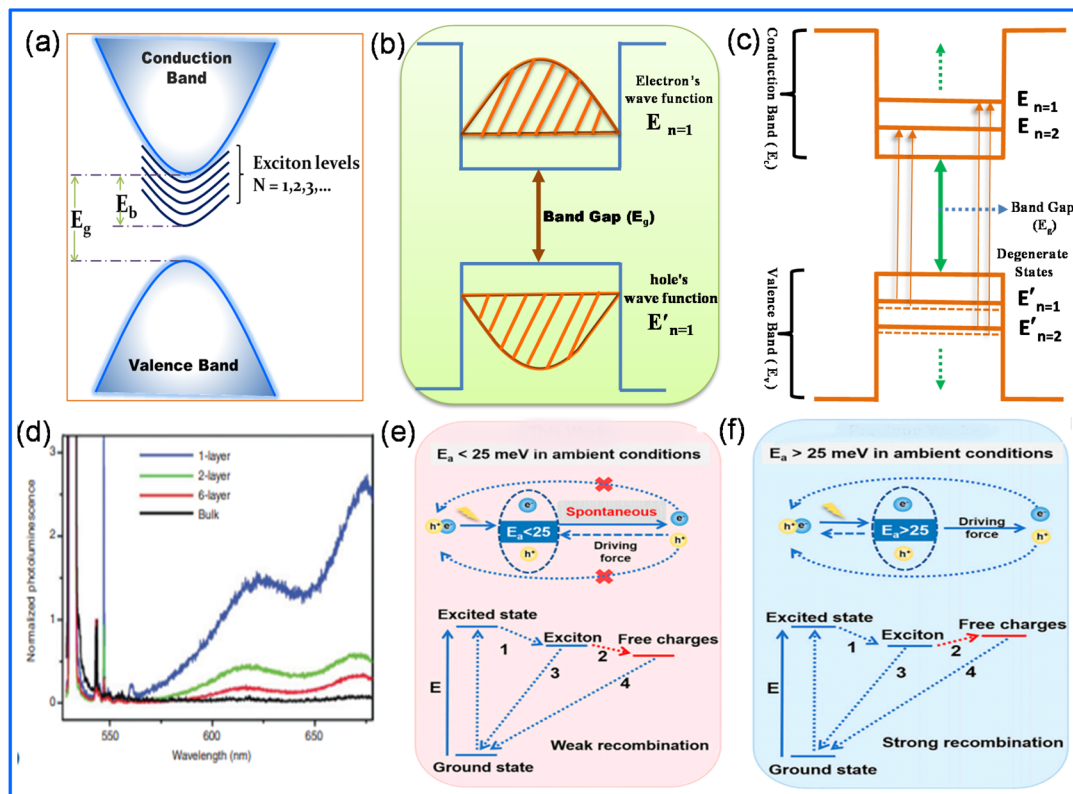 (a)
Conduction
Band
Exciton levels
N = 1,2,3,...
E_b
E_g
Valence Band
(b)
Electron's
wave function
E n=1
Band Gap (E_g)
hole's
wave function
E′ n=1
(c)
Conduction Band ( E_c)
E n=1
E n=2
Band Gap
(E_g)
Degenerate
States
Valence Band ( E_v)
E′ n=1
E′ n=2
(d)
Normalized photoluminescence
3
2
1
0
1-layer
2-layer
6-layer
Bulk
550
600
650
Wavelength (nm)
(e)
E_a < 25 meV in ambient conditions
h⁺ e⁻
e⁻
E_a<25
h⁺
Spontaneous
Driving
force
e⁻
h⁺
Excited state
1
Exciton
2
Free charges
3
4
E
Weak recombination
Ground state
(f)
E_a > 25 meV in ambient conditions
h⁺ e⁻
e⁻
E_a>25
h⁺
Driving
force
e⁻
h⁺
Excited state
1
Exciton
2
Free charges
3
4
E
Strong recombination
Ground state